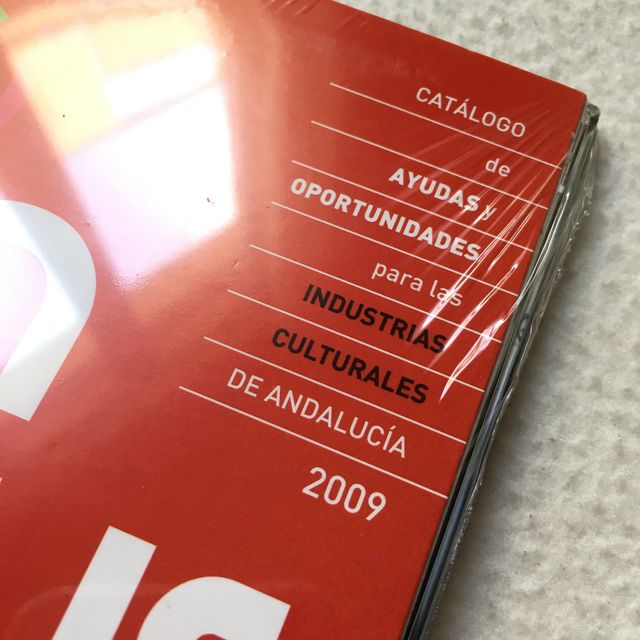 CATÁLOGO
de
AYUDAS y
OPORTUNIDADES
para las
INDUSTRIAS
CULTURALES
DE ANDALUCÍA
2009